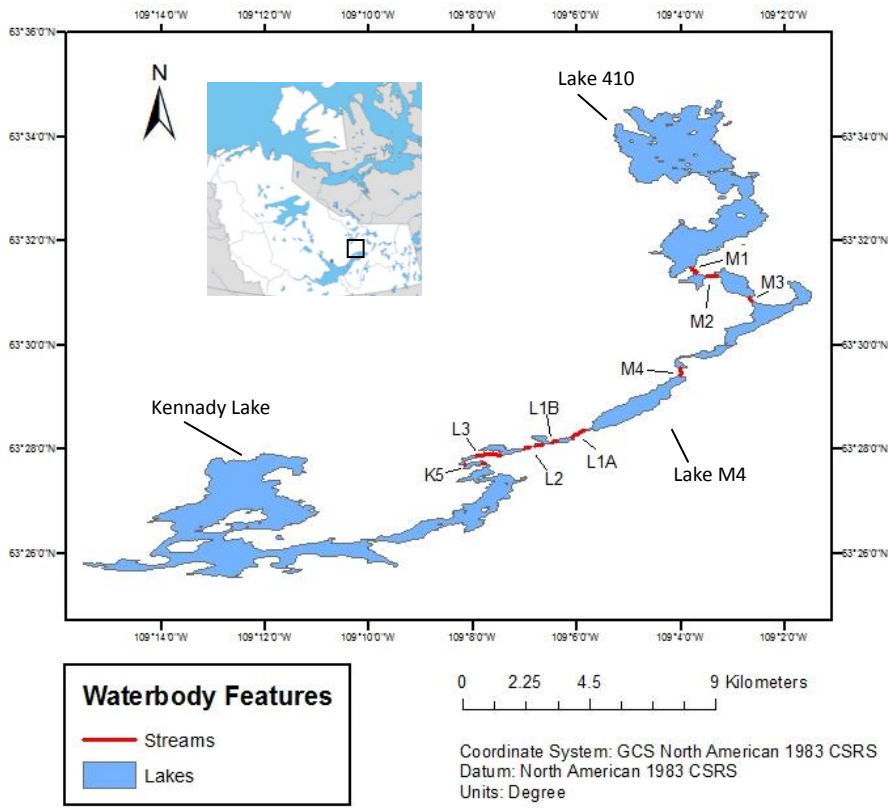 109°14'0"W 109°12'0"W 109°10'0"W 109°8'0"W 109°6'0"W 109°4'0"W 109°2'0"W
63°36'0"N 63°36'0"N
N
Lake 410
63°34'0"N 63°34'0"N
63°32'0"N 63°32'0"N
M1
M3
M2
63°30'0"N 63°30'0"N
M4
Kennady Lake
L1B
L3
63°28'0"N 63°28'0"N
L1A
Lake M4
K5
L2
63°26'0"N 63°26'0"N
109°14'0"W 109°12'0"W 109°10'0"W 109°8'0"W 109°6'0"W 109°4'0"W 109°2'0"W
Waterbody Features
Streams
Lakes
0 2.25 4.5 9 Kilometers
Coordinate System: GCS North American 1983 CSRS
Datum: North American 1983 CSRS
Units: Degree